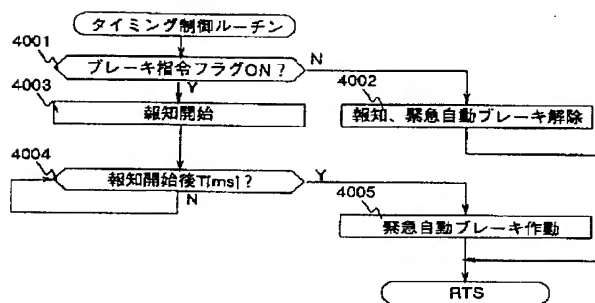 タイミング制御ルーチン
4001
ブレーキ指令フラグON?
N
Y
4003
報知開始
4002
報知、緊急自動ブレーキ解除
4004
報知開始後T[ms]?
Y
N
4005
緊急自動ブレーキ作動
RTS